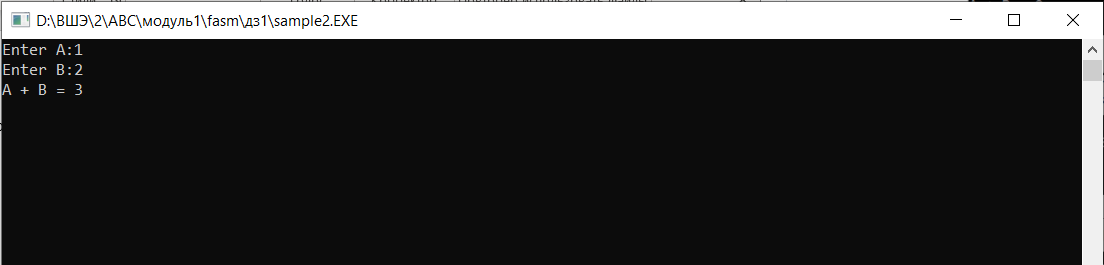 D:\ВШЭ\2\АВС\модуль1\fasm\дз1\sample2.EXE
Enter A:1
Enter B:2
A + B = 3